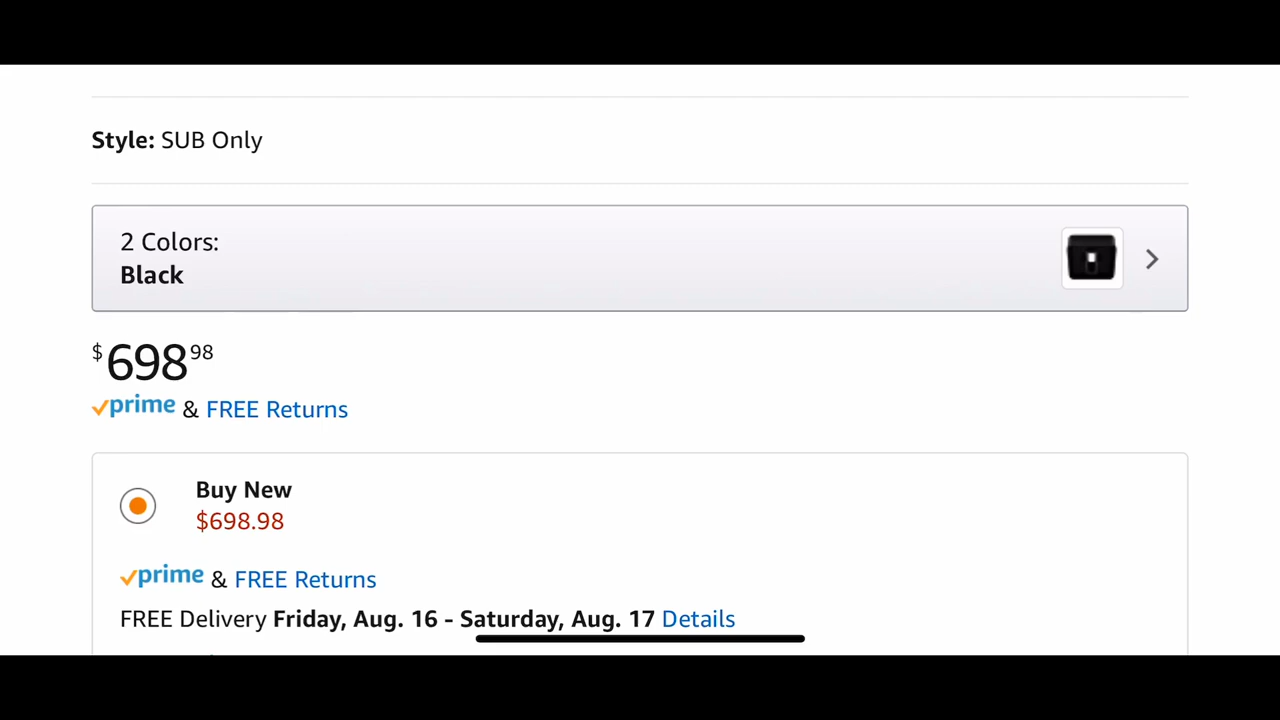 Style: SUB Only
2 Colors:
Black
$698 98
prime & FREE Returns
Buy New
$698.98
prime & FREE Returns
FREE Delivery Friday, Aug. 16 - Saturday, Aug. 17 Details